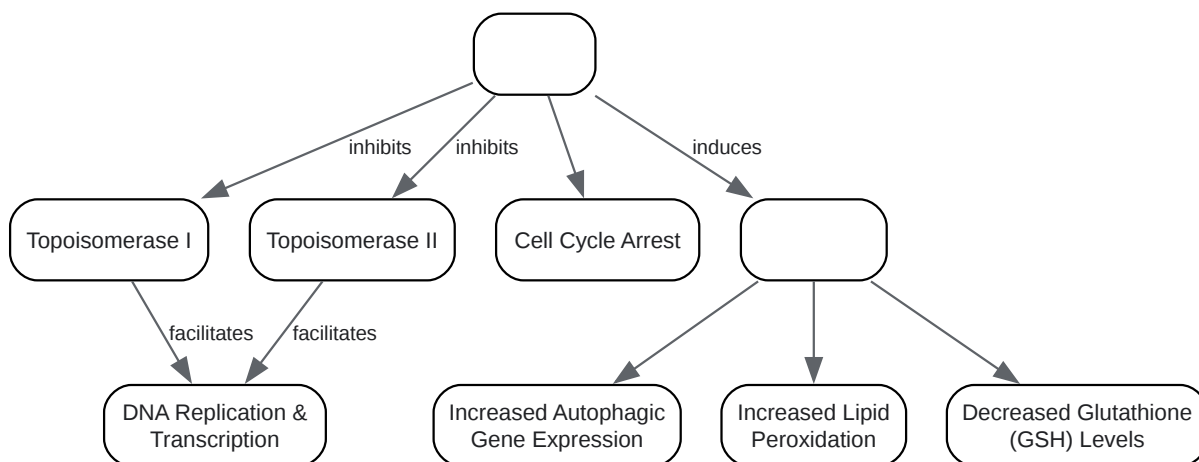 inhibits
inhibits
induces
Topoisomerase I
Topoisomerase II
Cell Cycle Arrest
facilitates
facilitates
DNA Replication &
Transcription
Increased Autophagic
Gene Expression
Increased Lipid
Peroxidation
Decreased Glutathione
(GSH) Levels